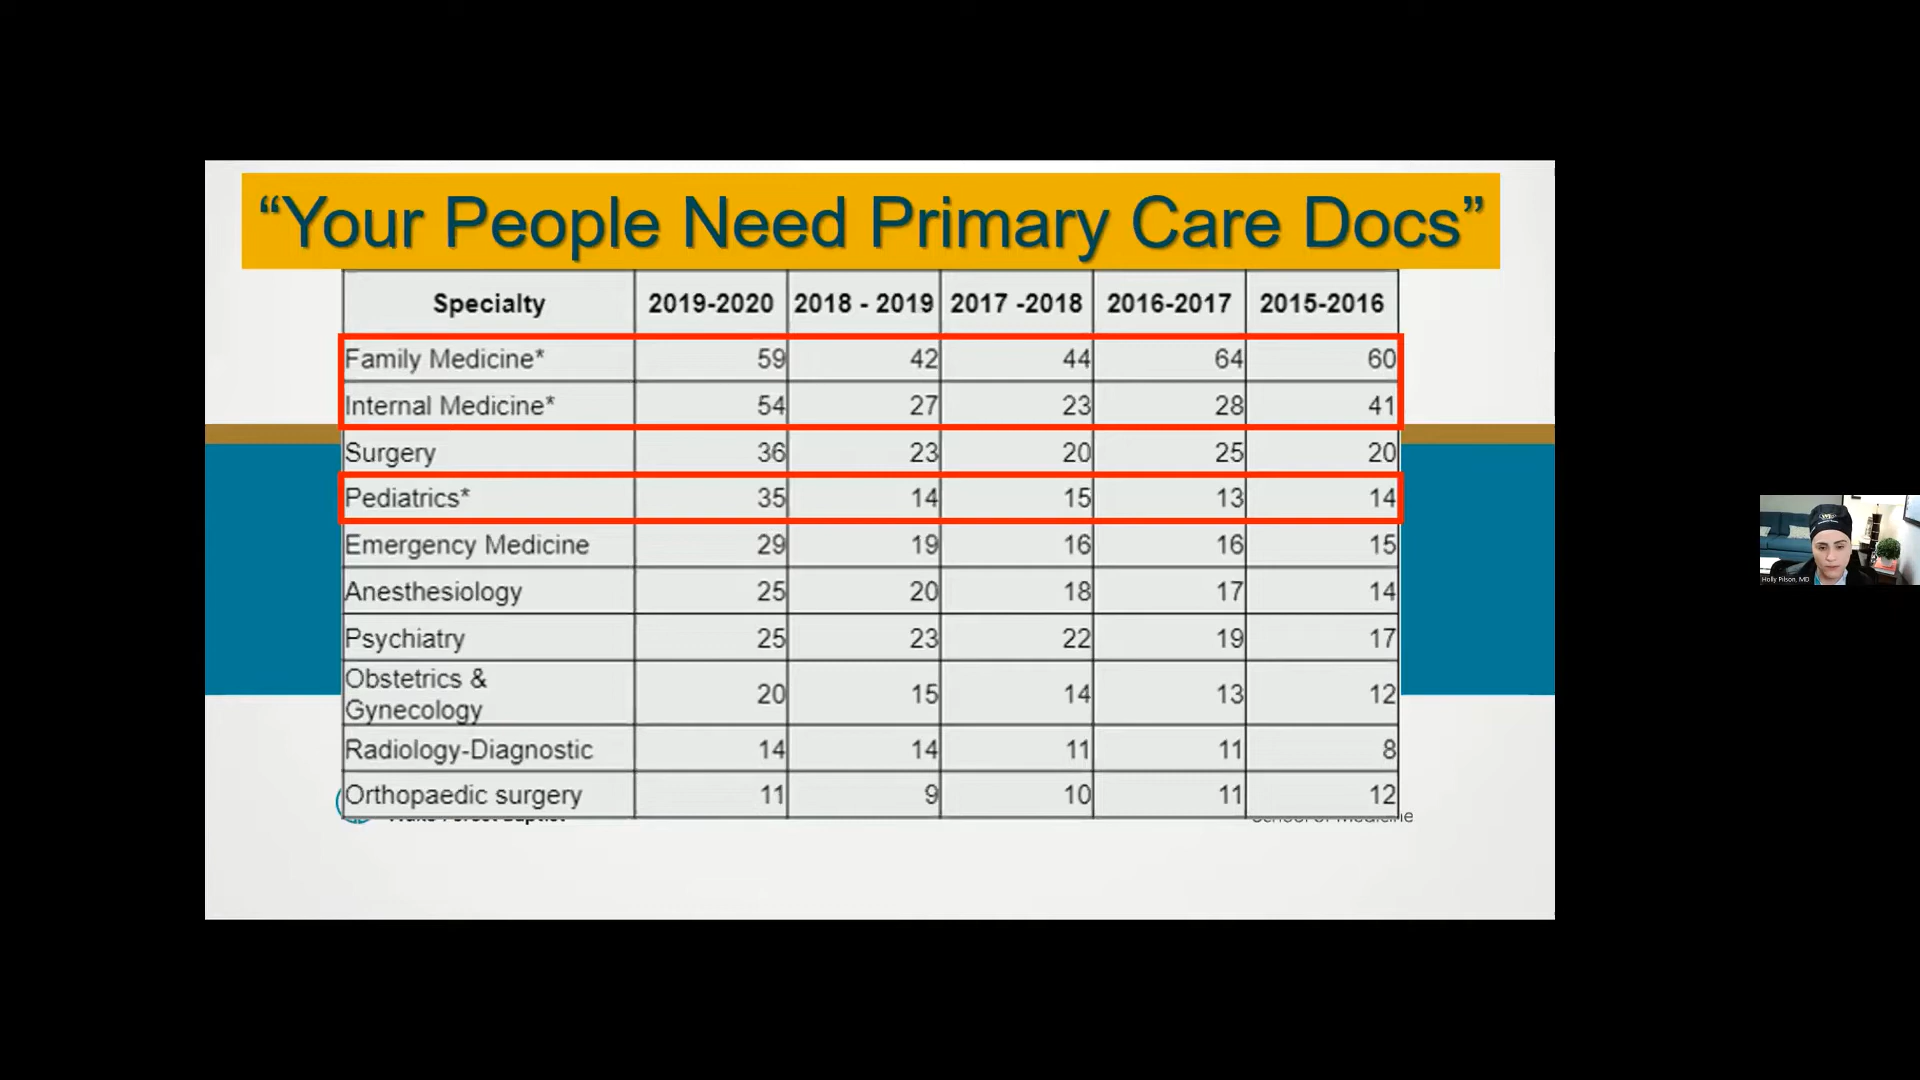 “Your People Need Primary Care Docs”
Specialty 2019-2020 2018 - 2019 2017 -2018 2016-2017 2015-2016
Family Medicine* 59 42 44 64 60
Internal Medicine* 54 27 23 28 41
Surgery 36 23 20 25 20
Pediatrics* 35 14 15 13 14
Emergency Medicine 29 19 16 16 15
Anesthesiology 25 20 18 17 14
Psychiatry 25 23 22 19 17
Obstetrics &
Gynecology 20 15 14 13 12
Radiology-Diagnostic 14 14 11 11 8
Orthopaedic surgery 11 9 10 11 12
Wake Forest Baptist School of Medicine
Holly Pilson, MD